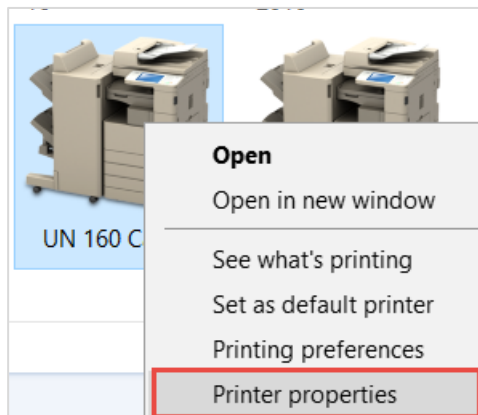 UN 160 C
Open
Open in new window
See what's printing
Set as default printer
Printing preferences
Printer properties